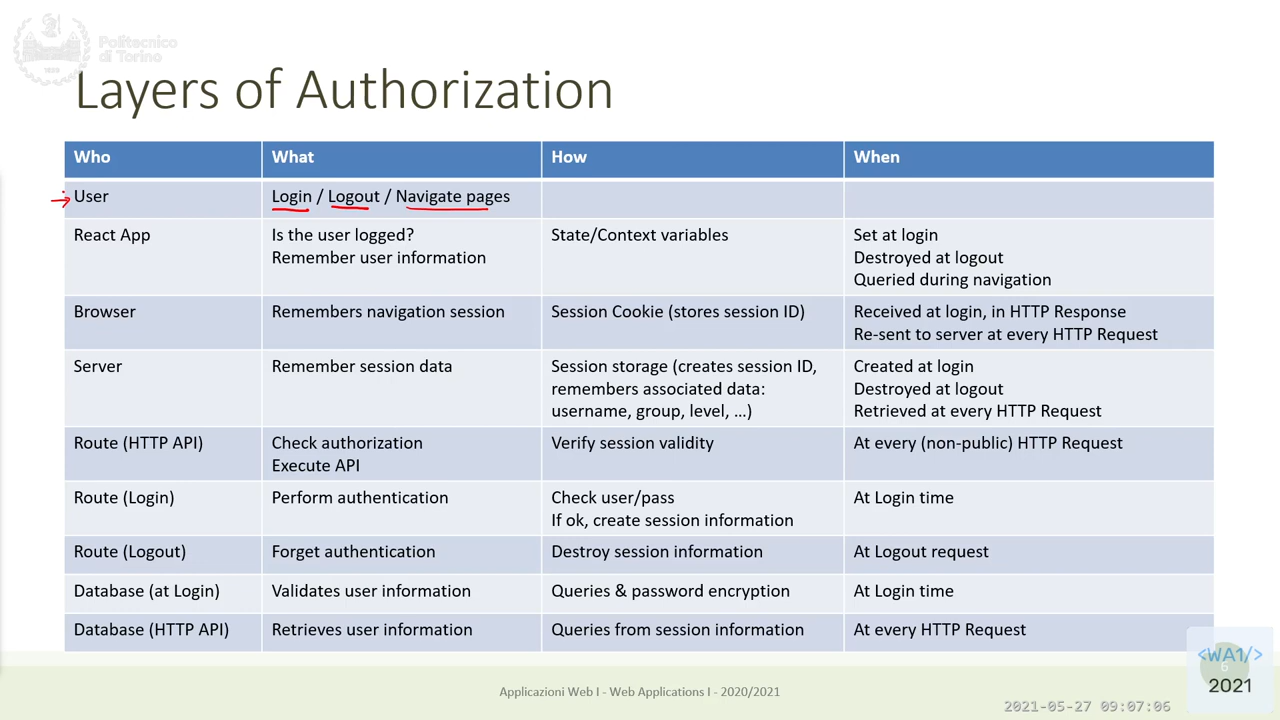 Politecnico
di Torino
Layers of Authorization
Who What How When
User Login / Logout / Navigate pages
React App Is the user logged? State/Context variables Set at login
Remember user information Destroyed at logout
Queried during navigation
Browser Remembers navigation session Session Cookie (stores session ID) Received at login, in HTTP Response
Re-sent to server at every HTTP Request
Server Remember session data Session storage (creates session ID, Created at login
remembers associated data: Destroyed at logout
username, group, level, …) Retrieved at every HTTP Request
Route (HTTP API) Check authorization Verify session validity At every (non-public) HTTP Request
Execute API
Route (Login) Perform authentication Check user/pass At Login time
If ok, create session information
Route (Logout) Forget authentication Destroy session information At Logout request
Database (at Login) Validates user information Queries & password encryption At Login time
Database (HTTP API) Retrieves user information Queries from session information At every HTTP Request
<WA1/>
6
2021
Applicazioni Web I - Web Applications I - 2020/2021
2021-05-27 09:07:06